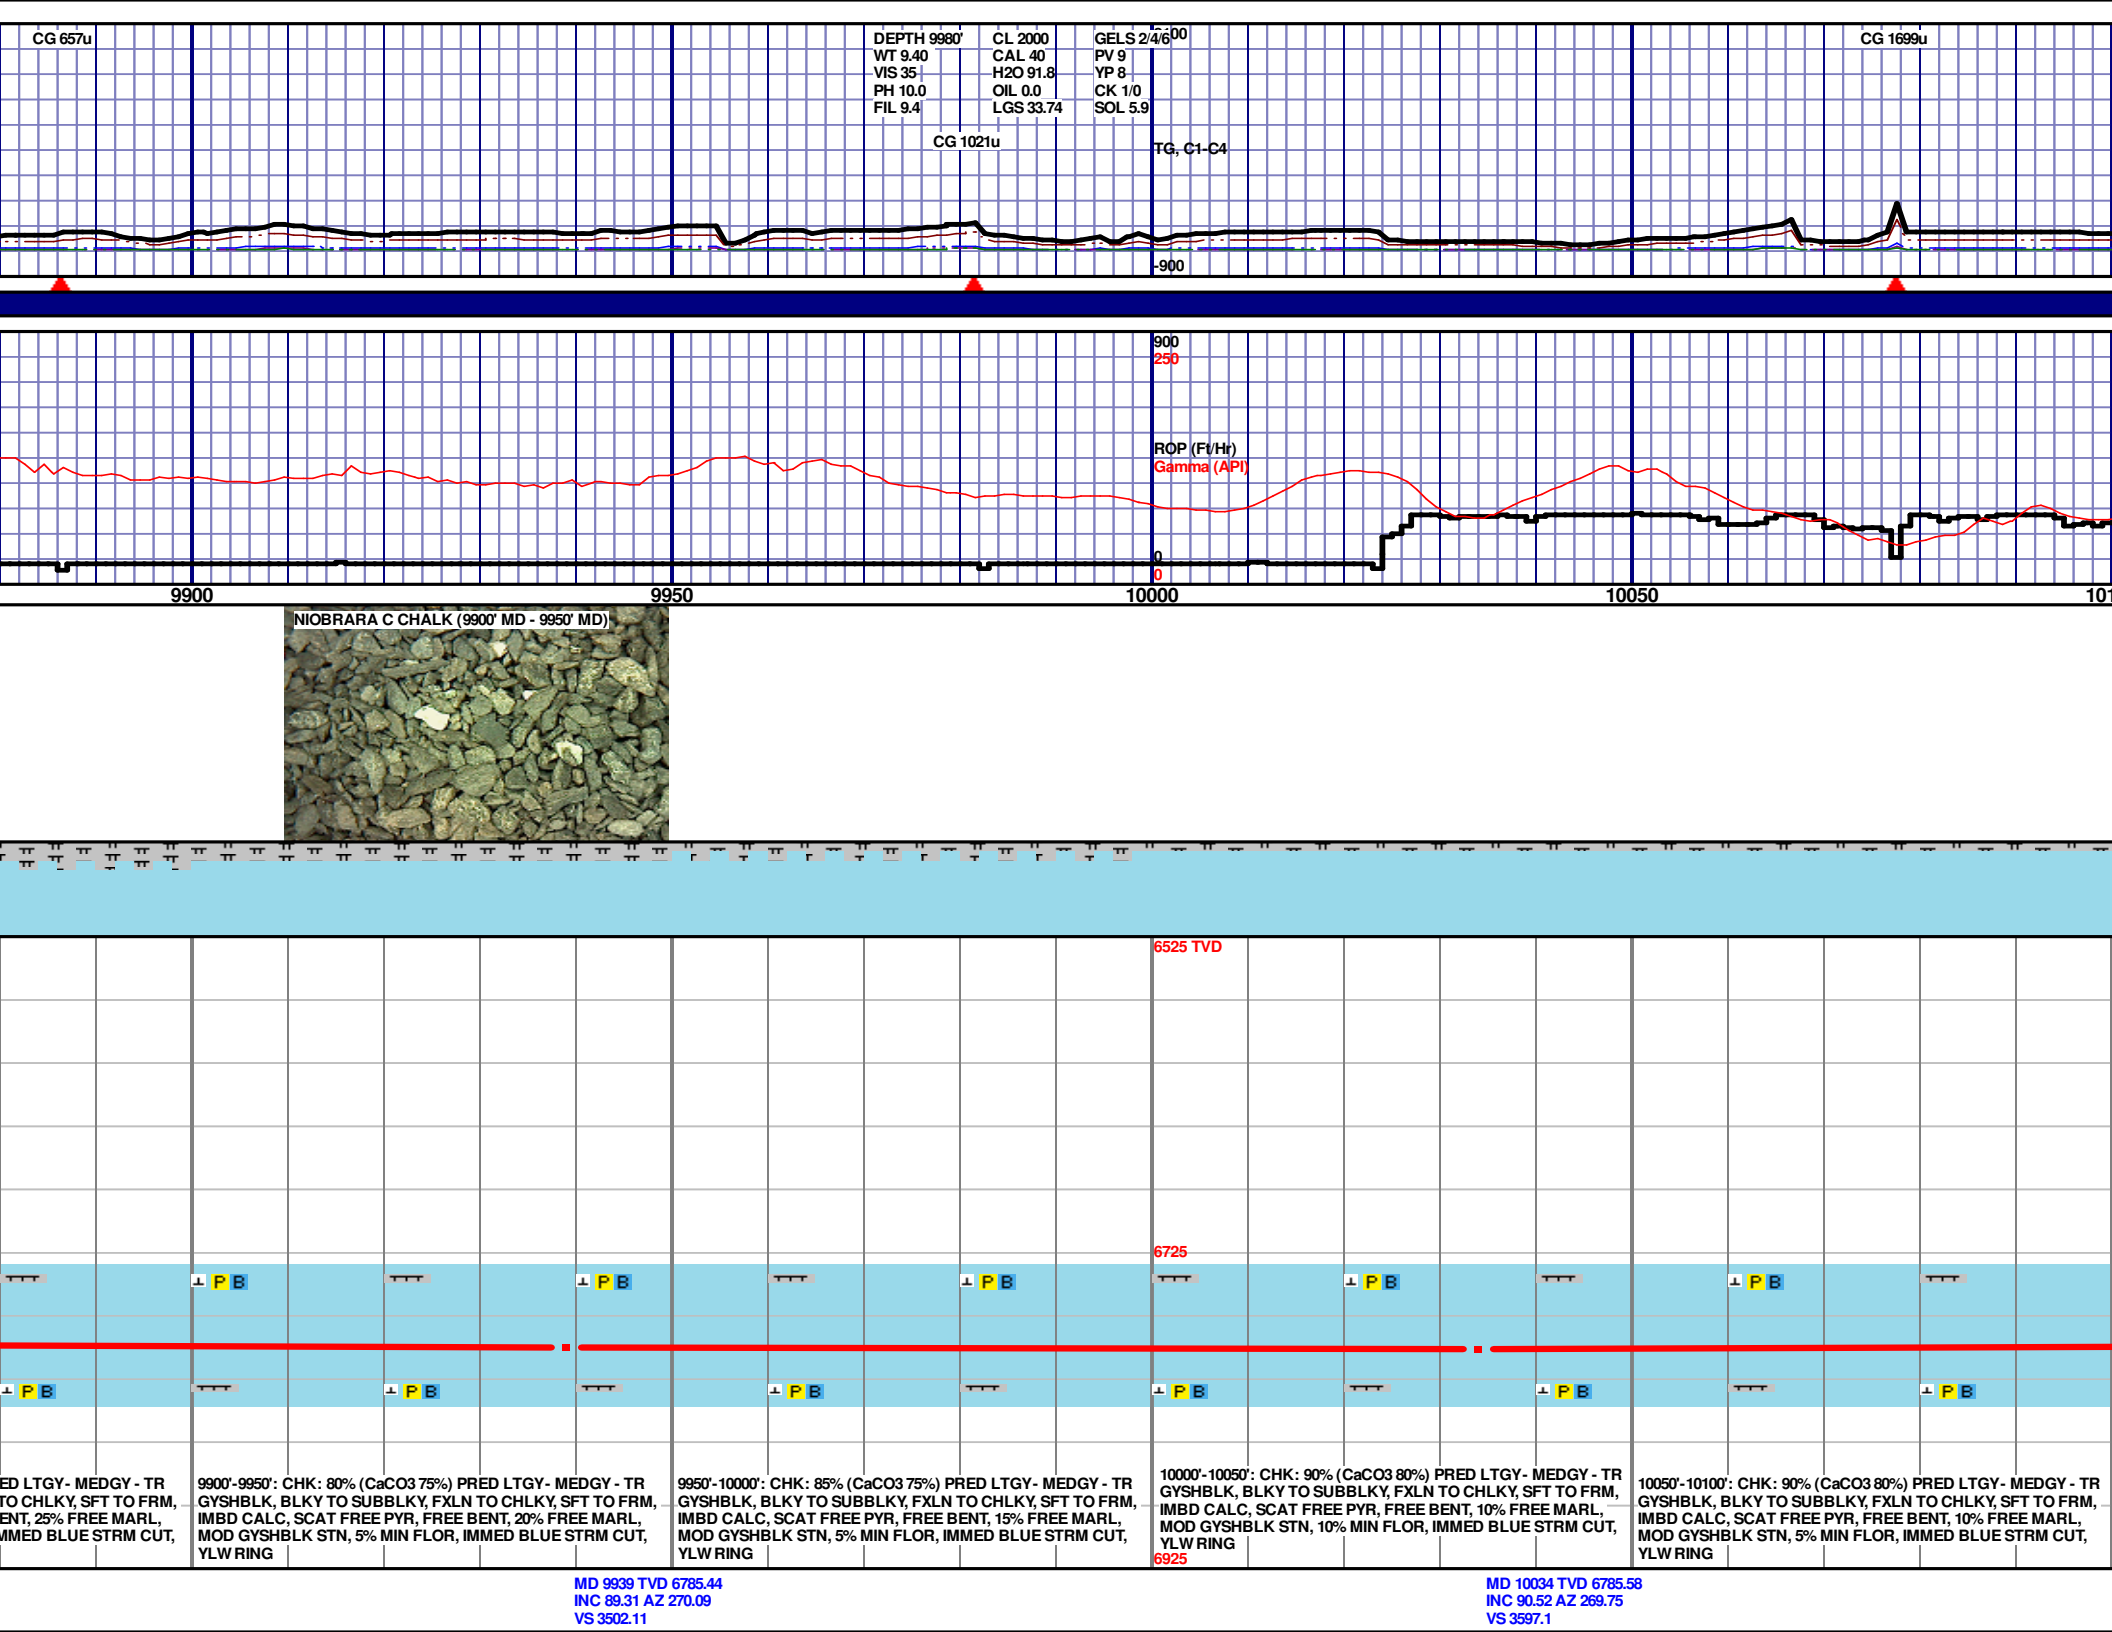 CG 657u
DEPTH 9980' CL 2000 GELS 2/4/6
WT 9.40 CAL 40 PV 9
VIS 35 H2O 91.8 YP 8
PH 10.0 OIL 0.0 CK 1/0
FIL 9.4 LGS 33.74 SOL 5.9
CG 1699u
CG 1021u
TG, C1-C4
-900
900
250
ROP (Ft/Hr)
Gamma (API)
0
0
9900 9950 10000 10050
NIOBRARA C CHALK (9900' MD - 9950' MD)
6525 TVD
6725
P B P B P B P B P B
P B P B P B P B P B P B
ED LTGY- MEDGY - TR
TO CHLKY, SFT TO FRM,
ENT, 25% FREE MARL,
MMED BLUE STRM CUT,
9900'-9950': CHK: 80% (CaCO3 75%) PRED LTGY- MEDGY - TR
GYSHBLK, BLKY TO SUBBLKY, FXLN TO CHLKY, SFT TO FRM,
IMBD CALC, SCAT FREE PYR, FREE BENT, 20% FREE MARL,
MOD GYSHBLK STN, 5% MIN FLOR, IMMED BLUE STRM CUT,
YLW RING
9950'-10000': CHK: 85% (CaCO3 75%) PRED LTGY- MEDGY - TR
GYSHBLK, BLKY TO SUBBLKY, FXLN TO CHLKY, SFT TO FRM,
IMBD CALC, SCAT FREE PYR, FREE BENT, 15% FREE MARL,
MOD GYSHBLK STN, 5% MIN FLOR, IMMED BLUE STRM CUT,
YLW RING
10000'-10050': CHK: 90% (CaCO3 80%) PRED LTGY- MEDGY - TR
GYSHBLK, BLKY TO SUBBLKY, FXLN TO CHLKY, SFT TO FRM,
IMBD CALC, SCAT FREE PYR, FREE BENT, 10% FREE MARL,
MOD GYSHBLK STN, 10% MIN FLOR, IMMED BLUE STRM CUT,
YLW RING
6925
10050'-10100': CHK: 90% (CaCO3 80%) PRED LTGY- MEDGY - TR
GYSHBLK, BLKY TO SUBBLKY, FXLN TO CHLKY, SFT TO FRM,
IMBD CALC, SCAT FREE PYR, FREE BENT, 10% FREE MARL,
MOD GYSHBLK STN, 5% MIN FLOR, IMMED BLUE STRM CUT,
YLW RING
MD 9939 TVD 6785.44
INC 89.31 AZ 270.09
VS 3502.11
MD 10034 TVD 6785.58
INC 90.52 AZ 269.75
VS 3597.1